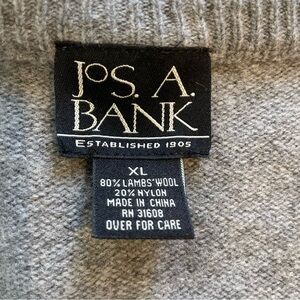 JOS. A.
BANK
ESTABLISHED 1905
XL
80% LAMBS' WOOL
20% NYLON
MADE IN CHINA
RN 31608
OVER FOR CARE